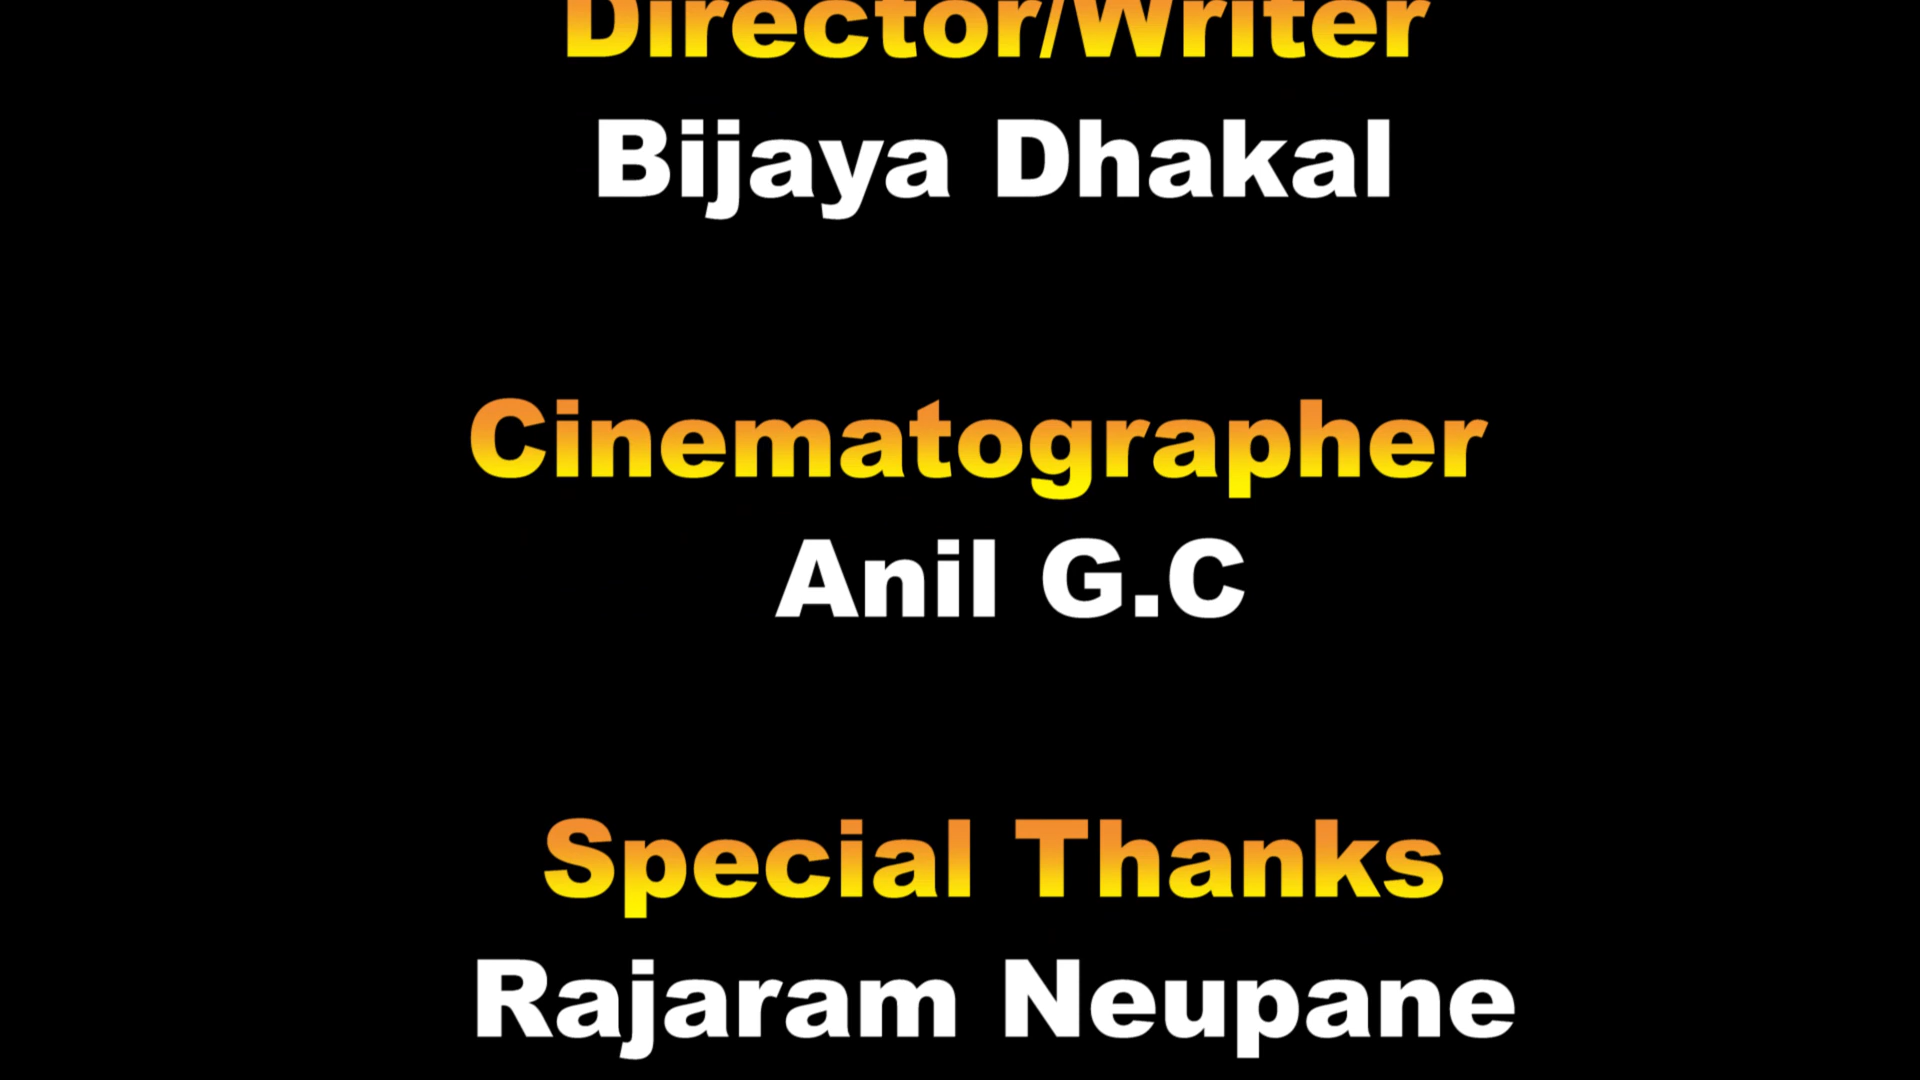 Director/Writer
Bijaya Dhakal
Cinematographer
Anil G.C
Special Thanks
Rajaram Neupane